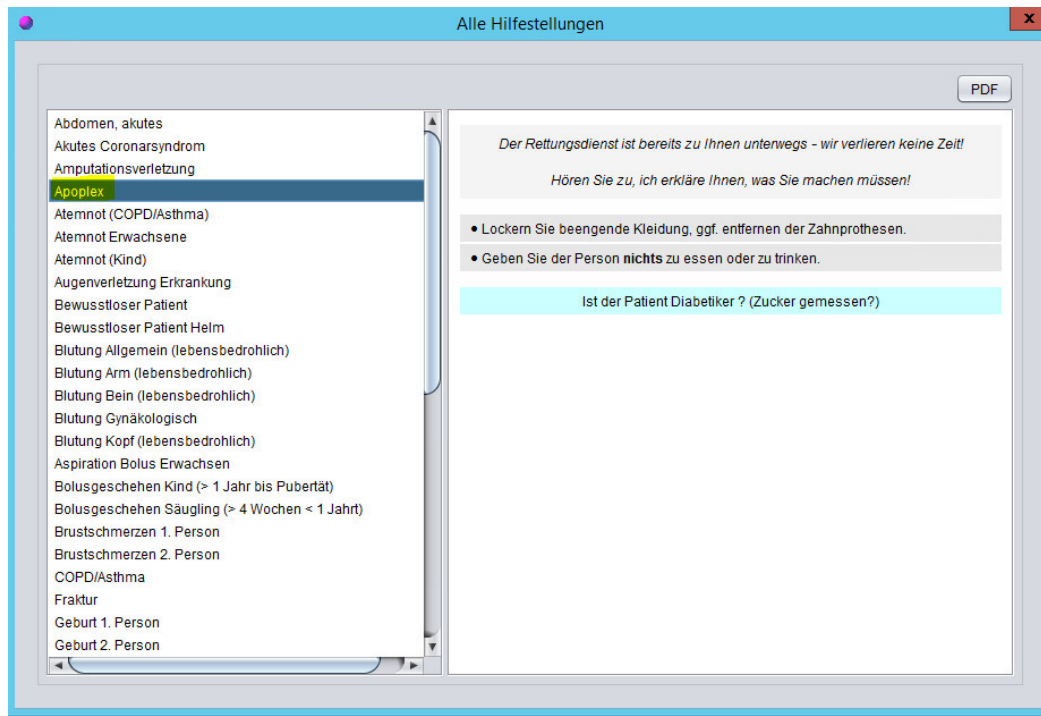 Alle Hilfestellungen
x
PDF
Abdomen, akutes
Akutes Coronarsyndrom
Amputationsverletzung
Apoplex
Atemnot (COPD/Asthma)
Atemnot Erwachsene
Atemnot (Kind)
Augenverletzung Erkrankung
Bewusstloser Patient
Bewusstloser Patient Helm
Blutung Allgemein (lebensbedrohlich)
Blutung Arm (lebensbedrohlich)
Blutung Bein (lebensbedrohlich)
Blutung Gynäkologisch
Blutung Kopf (lebensbedrohlich)
Aspiration Bolus Erwachsen
Bolusgeschehen Kind (> 1 Jahr bis Pubertät)
Bolusgeschehen Säugling (> 4 Wochen < 1 Jahrt)
Brustschmerzen 1. Person
Brustschmerzen 2. Person
COPD/Asthma
Fraktur
Geburt 1. Person
Geburt 2. Person
Der Rettungsdienst ist bereits zu Ihnen unterwegs - wir verlieren keine Zeit!
Hören Sie zu, ich erkläre Ihnen, was Sie machen müssen!
• Lockern Sie beengende Kleidung, ggf. entfernen der Zahnprothesen.
• Geben Sie der Person nichts zu essen oder zu trinken.
Ist der Patient Diabetiker ? (Zucker gemessen?)